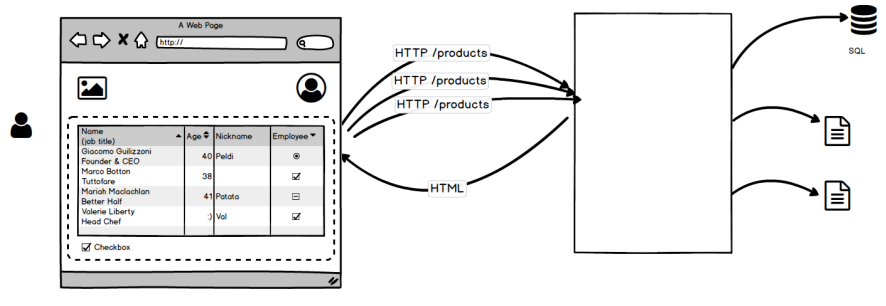 A Web Page
http://
Name
(job title)
Age
Nickname
Employee
Giacomo Guilizzoni
Founder & CEO
40
Peldi
Marco Botton
Tuttofare
38
Mariah Maclachlan
Better Half
41
Patata
Valerie Liberty
Head Chef
:)
Val
Checkbox
HTTP /products
HTTP /products
HTTP /products
HTML
SQL